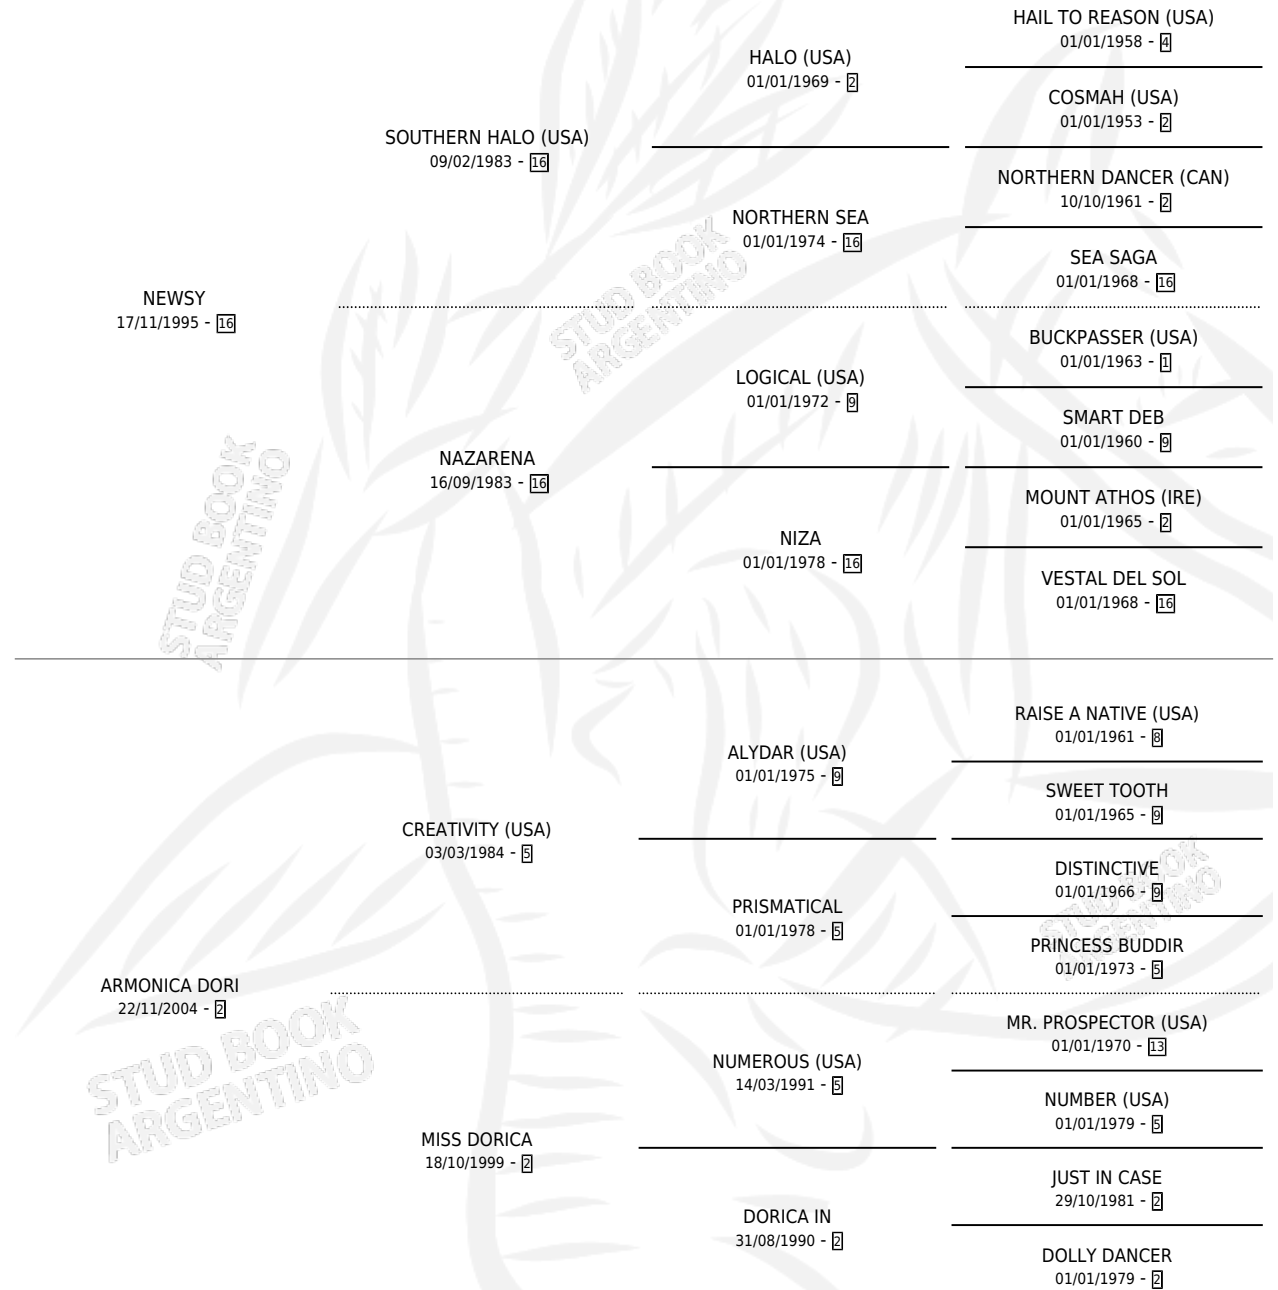 HAIL TO REASON (USA)
01/01/1958 - 4
HALO (USA)
01/01/1969 - 2
COSMAH (USA)
01/01/1953 - 2
SOUTHERN HALO (USA)
09/02/1983 - 16
NORTHERN DANCER (CAN)
10/10/1961 - 2
NORTHERN SEA
01/01/1974 - 16
SEA SAGA
01/01/1968 - 16
NEWSY
17/11/1995 - 16
BUCKPASSER (USA)
01/01/1963 - 1
LOGICAL (USA)
01/01/1972 - 9
SMART DEB
01/01/1960 - 9
NAZARENA
16/09/1983 - 16
MOUNT ATHOS (IRE)
01/01/1965 - 2
NIZA
01/01/1978 - 16
VESTAL DEL SOL
01/01/1968 - 16
RAISE A NATIVE (USA)
01/01/1961 - 8
ALYDAR (USA)
01/01/1975 - 9
SWEET TOOTH
01/01/1965 - 9
CREATIVITY (USA)
03/03/1984 - 5
DISTINCTIVE
01/01/1966 - 9
PRISMATICAL
01/01/1978 - 5
PRINCESS BUDDIR
01/01/1973 - 5
ARMONICA DORI
22/11/2004 - 2
MR. PROSPECTOR (USA)
01/01/1970 - 13
NUMEROUS (USA)
14/03/1991 - 5
NUMBER (USA)
01/01/1979 - 5
MISS DORICA
18/10/1999 - 2
JUST IN CASE
29/10/1981 - 2
DORICA IN
31/08/1990 - 2
DOLLY DANCER
01/01/1979 - 2
STUD BOOK
ARGENTINO
STUD BOOK
ARGENTINO
STUD BOOK
ARGENTINO
STUD BOOK
ARGENTINO